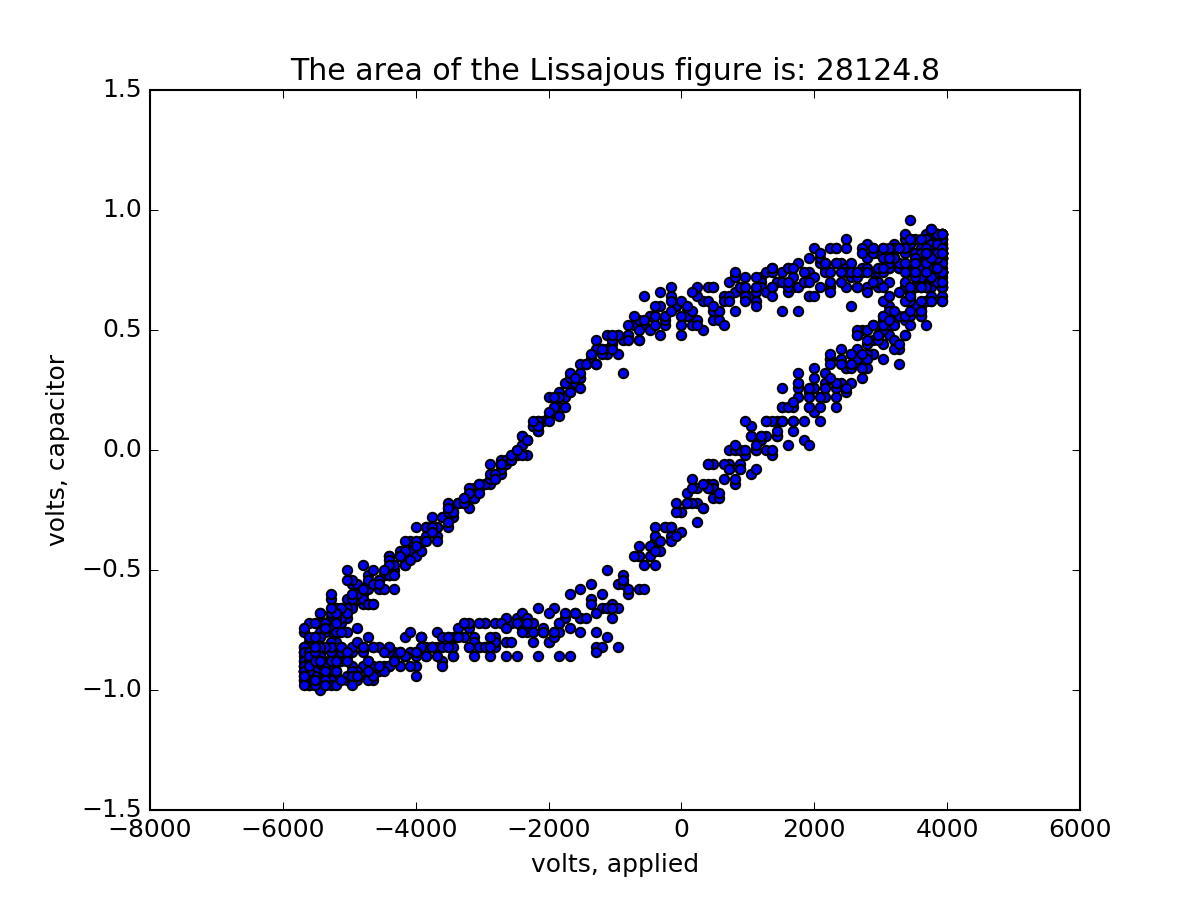 The area of the Lissajous figure is: 28124.8
1.5
1.0
0.5
0.0
−0.5
−1.0
−1.5
volts, capacitor
−8000 −6000 −4000 −2000 0 2000 4000 6000
volts, applied